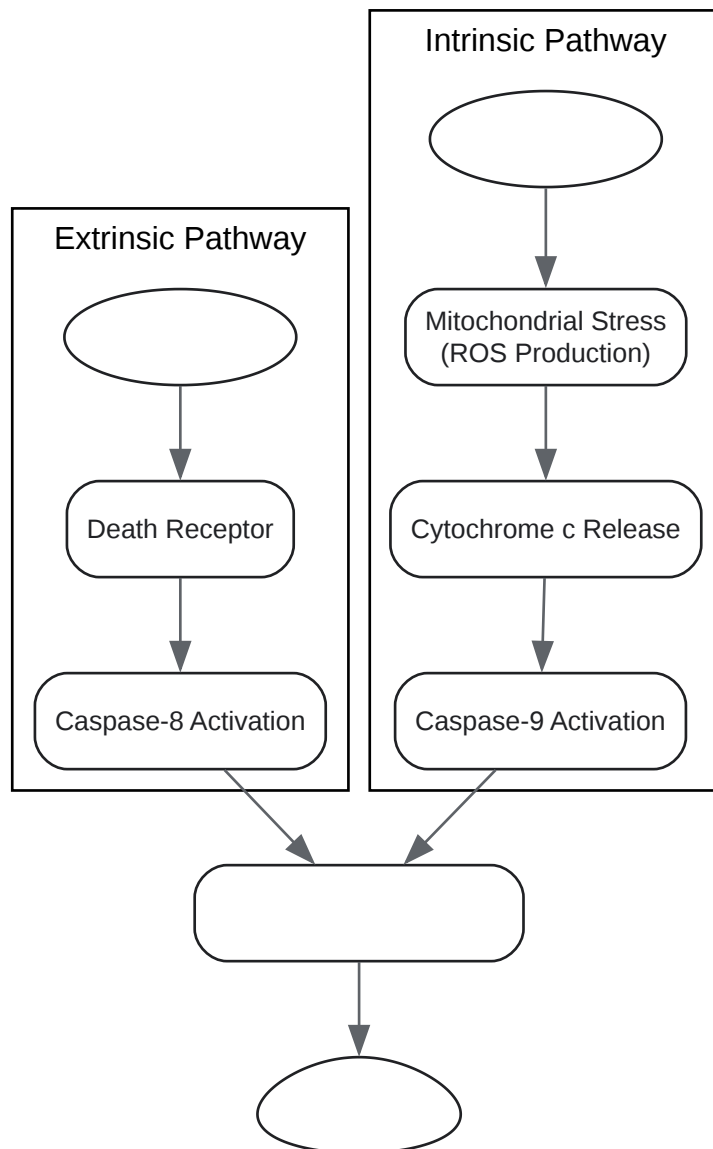 Intrinsic Pathway
Extrinsic Pathway
Mitochondrial Stress
(ROS Production)
Death Receptor
Cytochrome c Release
Caspase-8 Activation
Caspase-9 Activation